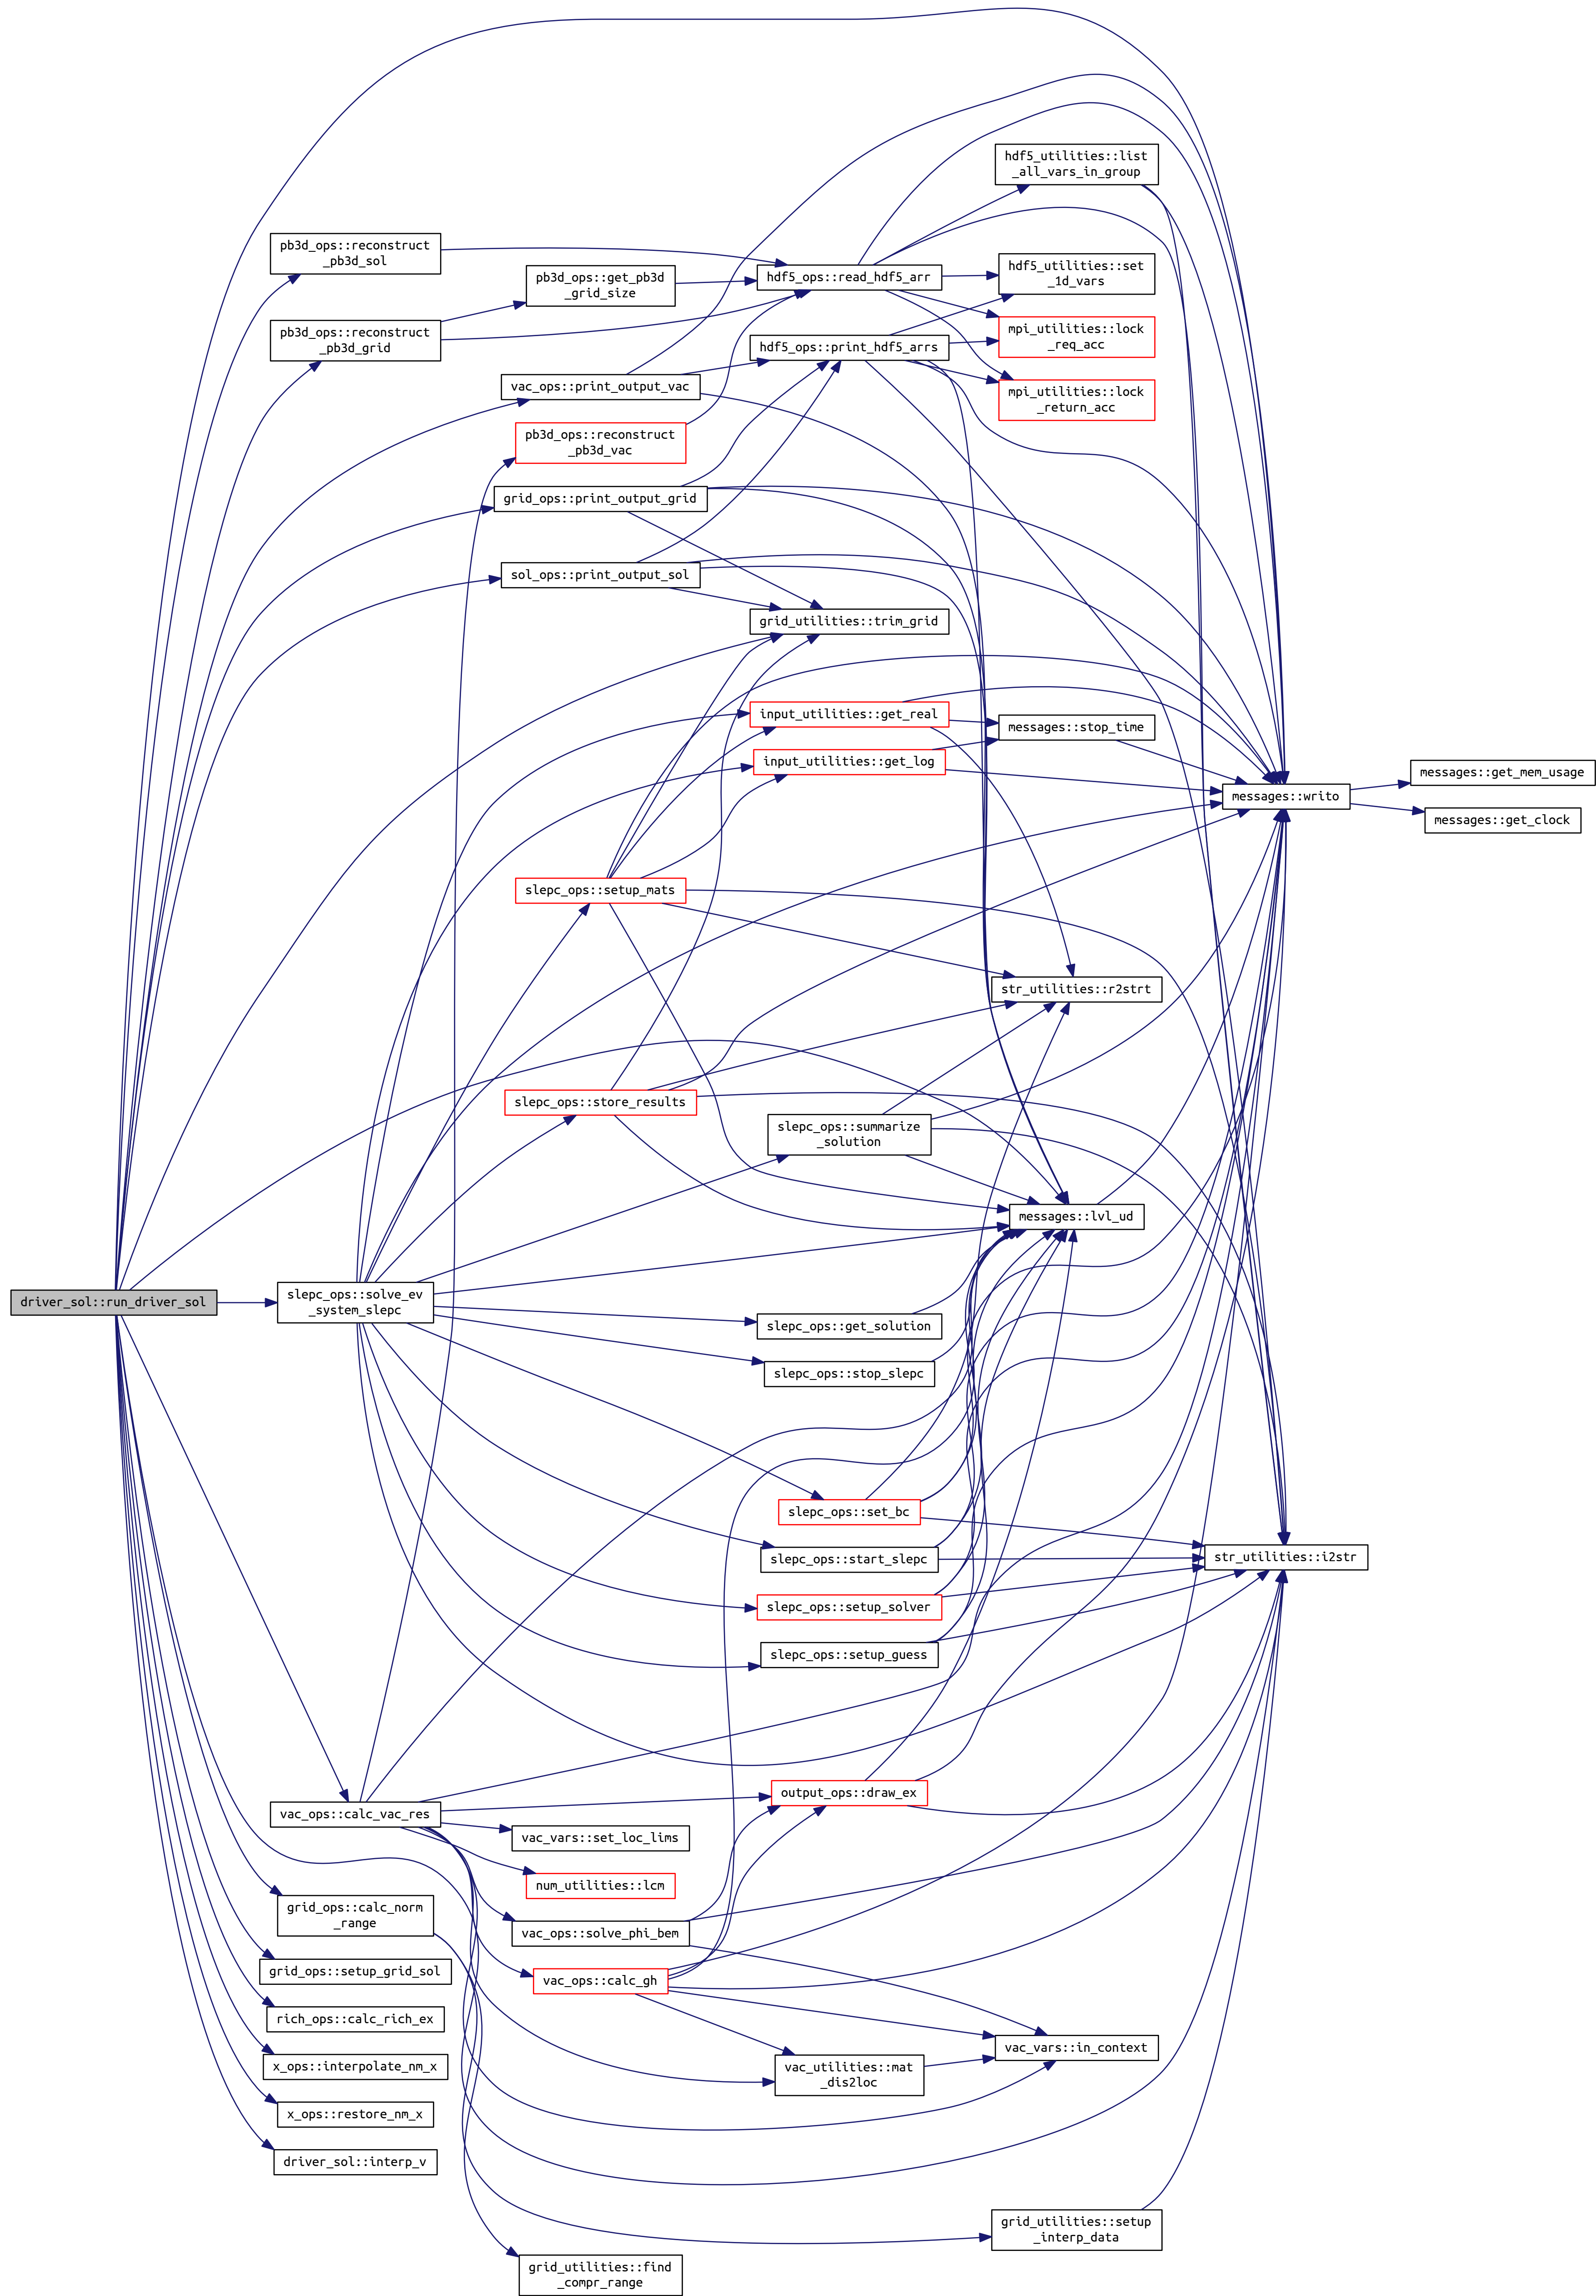 hdf5_utilities::list
_all_vars_in_group
pb3d_ops::reconstruct
_pb3d_sol
pb3d_ops::get_pb3d
_grid_size
hdf5_ops::read_hdf5_arr
hdf5_utilities::set
_1d_vars
pb3d_ops::reconstruct
_pb3d_grid
hdf5_ops::print_hdf5_arrs
mpi_utilities::lock
_req_acc
vac_ops::print_output_vac
mpi_utilities::lock
_return_acc
pb3d_ops::reconstruct
_pb3d_vac
grid_ops::print_output_grid
sol_ops::print_output_sol
grid_utilities::trim_grid
input_utilities::get_real
messages::stop_time
input_utilities::get_log
messages::get_mem_usage
messages::writo
messages::get_clock
slepc_ops::setup_mats
str_utilities::r2strt
slepc_ops::store_results
slepc_ops::summarize
_solution
messages::lvl_ud
driver_sol::run_driver_sol
slepc_ops::solve_ev
_system_slepc
slepc_ops::get_solution
slepc_ops::stop_slepc
slepc_ops::set_bc
slepc_ops::start_slepc
str_utilities::i2str
slepc_ops::setup_solver
slepc_ops::setup_guess
output_ops::draw_ex
vac_ops::calc_vac_res
vac_vars::set_loc_lims
num_utilities::lcm
grid_ops::calc_norm
_range
vac_ops::solve_phi_bem
grid_ops::setup_grid_sol
vac_ops::calc_gh
rich_ops::calc_rich_ex
vac_vars::in_context
x_ops::interpolate_nm_x
vac_utilities::mat
_dis2loc
x_ops::restore_nm_x
driver_sol::interp_v
grid_utilities::setup
_interp_data
grid_utilities::find
_compr_range